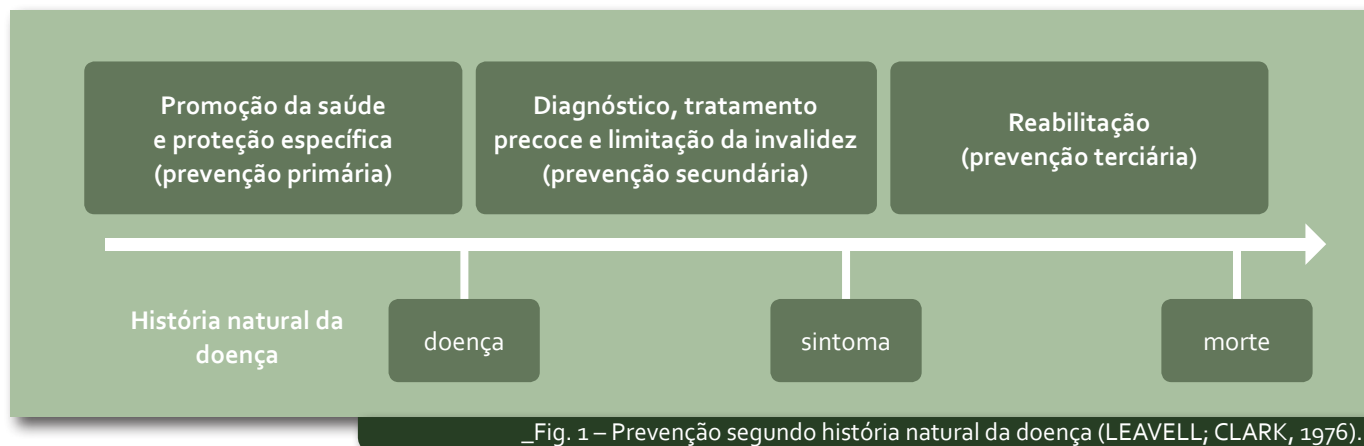 Promoção da saúde
e proteção específica
(prevenção primária)
Diagnóstico, tratamento
precoce e limitação da invalidez
(prevenção secundária)
Reabilitação
(prevenção terciária)
História natural da
doença
doença
sintoma
morte
_Fig. 1 – Prevenção segundo história natural da doença (LEAVELL; CLARK, 1976).